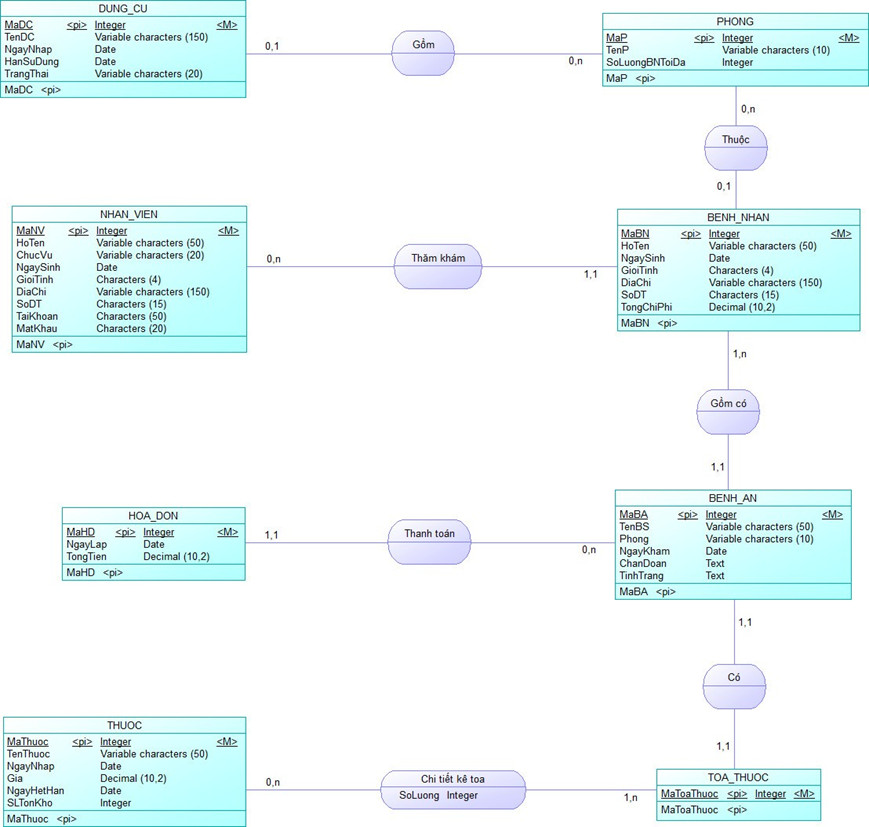 DUNG_CU
MaDC <pi> Integer <M>
TenDC Variable characters (150)
NgayNhap Date
HanSuDung Date
TrangThai Variable characters (20)
MaDC <pi>
0,1
Gồm
0,n
PHONG
MaP <pi> Integer <M>
TenP Variable characters (10)
SoLuongBNToiDa Integer
MaP <pi>
0,n
Thuộc
0,1
NHAN_VIEN
MaNV <pi> Integer <M>
HoTen Variable characters (50)
ChucVu Variable characters (20)
NgaySinh Date
GioiTinh Characters (4)
DiaChi Variable characters (150)
SoDT Characters (15)
TaiKhoan Characters (50)
MatKhau Characters (20)
MaNV <pi>
0,n
Thăm khám
1,1
BENH_NHAN
MaBN <pi> Integer <M>
HoTen Variable characters (50)
NgaySinh Date
GioiTinh Characters (4)
DiaChi Variable characters (150)
SoDT Characters (15)
TongChiPhi Decimal (10,2)
MaBN <pi>
1,n
Gồm có
1,1
HOA_DON
MaHD <pi> Integer <M>
NgayLap Date
TongTien Decimal (10,2)
MaHD <pi>
1,1
Thanh toán
0,n
BENH_AN
MaBA <pi> Integer <M>
TenBS Variable characters (50)
Phong Variable characters (10)
NgayKham Date
ChanDoan Text
TinhTrang Text
MaBA <pi>
1,1
Có
1,1
THUOC
MaThuoc <pi> Integer <M>
TenThuoc Variable characters (50)
NgayNhap Date
Gia Decimal (10,2)
NgayHetHan Date
SLTonKho Integer
MaThuoc <pi>
0,n
Chi tiết kê toa
SoLuong Integer
1,n
TOA_THUOC
MaToaThuoc <pi> Integer <M>
MaToaThuoc <pi>